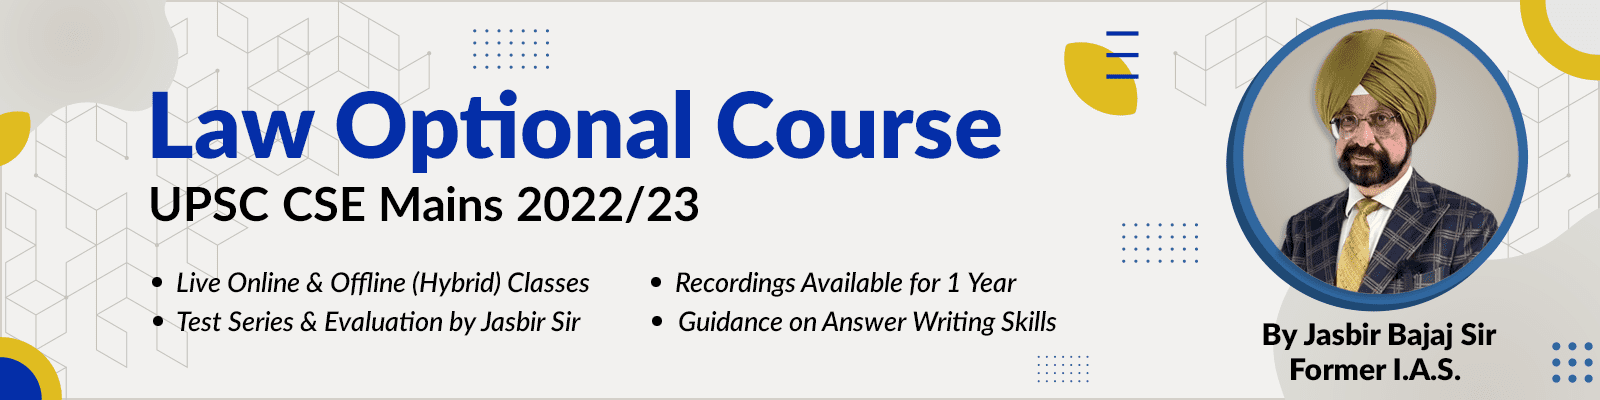 Law Optional Course
UPSC CSE Mains 2022/23
• Live Online & Offline (Hybrid) Classes
• Test Series & Evaluation by Jasbir Sir
• Recordings Available for 1 Year
• Guidance on Answer Writing Skills
By Jasbir Bajaj Sir
Former I.A.S.